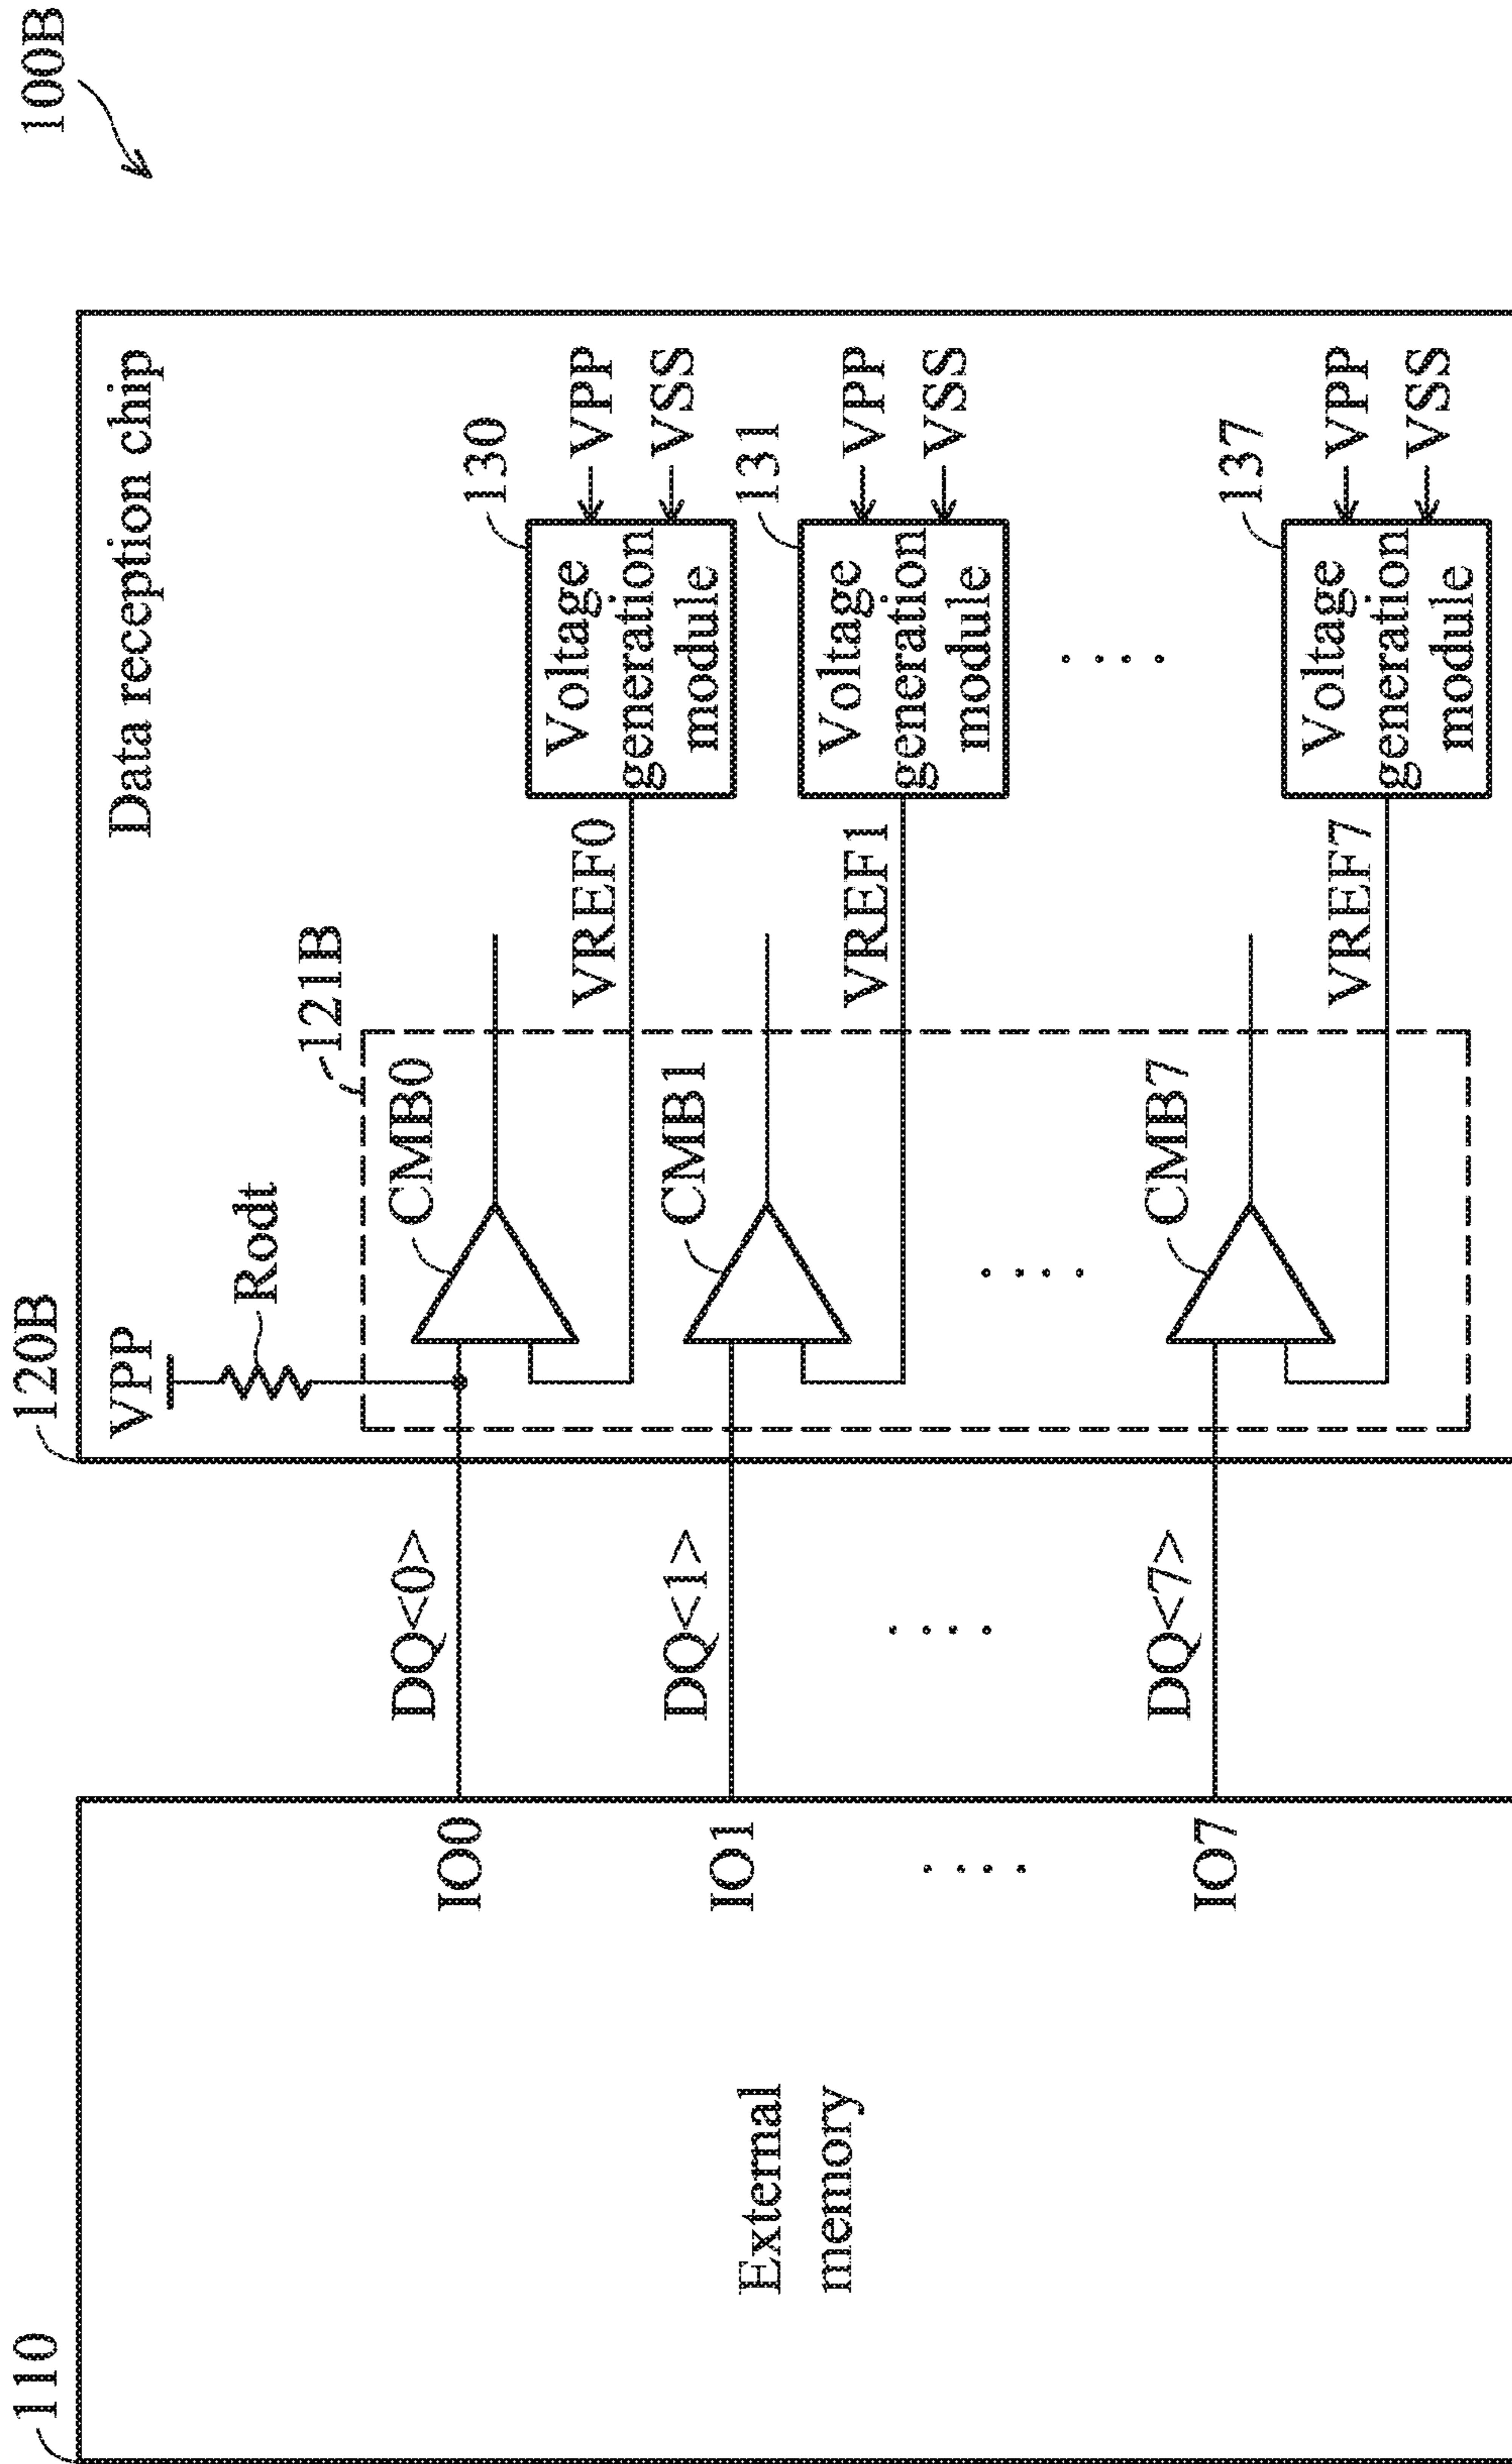 100B
110
120B
VPP
Rodt
Data reception chip
121B
External
memory
IO0
DQ<0>
CMB0
VREF0
130
Voltage
generation
module
VPP
VSS
IO1
DQ<1>
CMB1
VREF1
131
Voltage
generation
module
VPP
VSS
IO7
DQ<7>
CMB7
VREF7
137
Voltage
generation
module
VPP
VSS